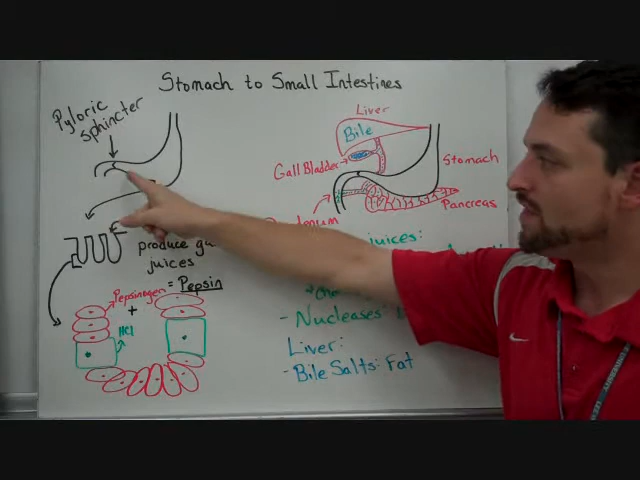 Stomach to Small Intestines
Pyloric
sphincter
produce
juices
Pepsinogen = Pepsin
+
HCl
Liver
Bile
Gall Bladder
Stomach
Pancreas
juices:
- Nucleases:
Liver:
- Bile Salts: Fat